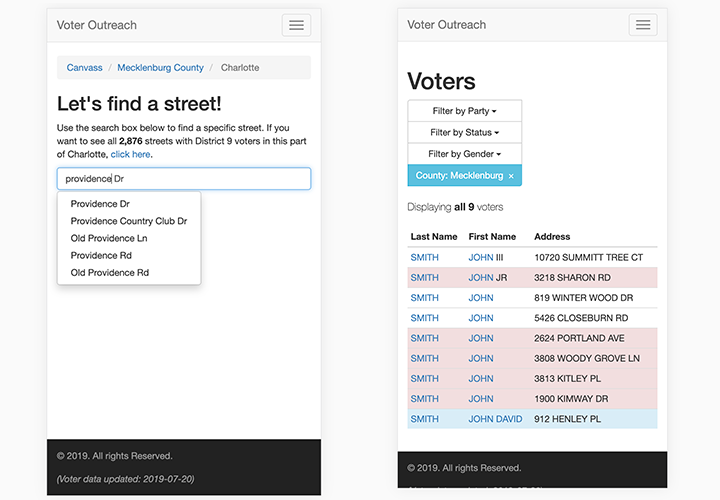 Voter Outreach
Canvass / Mecklenburg County / Charlotte
Let's find a street!
Use the search box below to find a specific street. If you
want to see all 2,876 streets with District 9 voters in this part
of Charlotte, click here.
providence Dr
Providence Dr
Providence Country Club Dr
Old Providence Ln
Providence Rd
Old Providence Rd
© 2019. All rights Reserved.
(Voter data updated: 2019-07-20)
Voter Outreach
Voters
Filter by Party
Filter by Status
Filter by Gender
County: Mecklenburg ×
Displaying all 9 voters
Last Name First Name Address
SMITH JOHN III 10720 SUMMITT TREE CT
SMITH JOHN JR 3218 SHARON RD
SMITH JOHN 819 WINTER WOOD DR
SMITH JOHN 5426 CLOSEBURN RD
SMITH JOHN 2624 PORTLAND AVE
SMITH JOHN 3808 WOODY GROVE LN
SMITH JOHN 3813 KITLEY PL
SMITH JOHN 1900 KIMWAY DR
SMITH JOHN DAVID 912 HENLEY PL
© 2019. All rights Reserved.